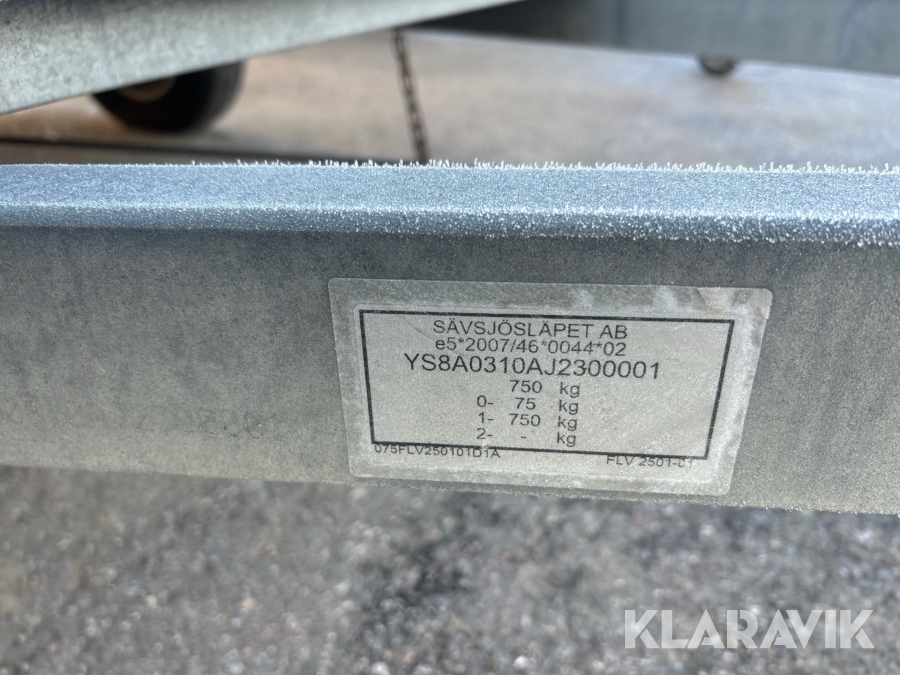 SÄVSJÖSLÄPET AB
e5*2007/46*0044*02
YS8A0310AJ2300001
750 kg
0- 75 kg
1- 750 kg
2- - kg
075FLV250101D1A FLV 2501-01
KLARAVIK